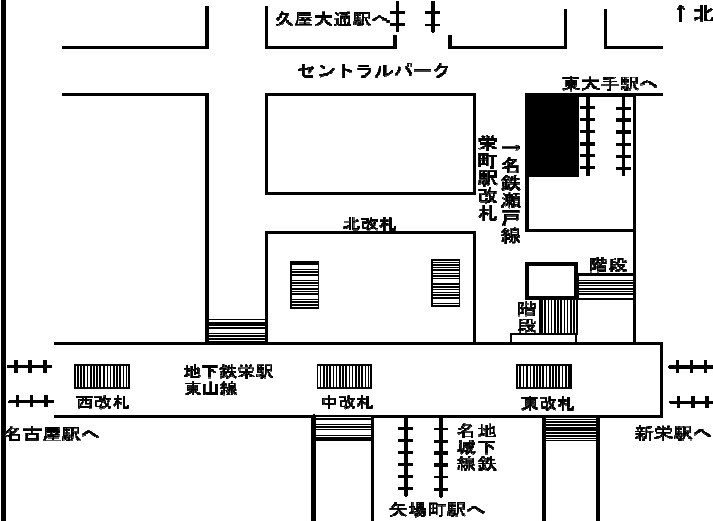 久屋大通駅へ
↑北
セントラルパーク
東大手駅へ
栄町駅改札
→名鉄瀬戸線
北改札
階段
階段
地下鉄栄駅
東山線
西改札
中改札
東改札
名古屋駅へ
新栄駅へ
地下鉄
名城線
矢場町駅へ